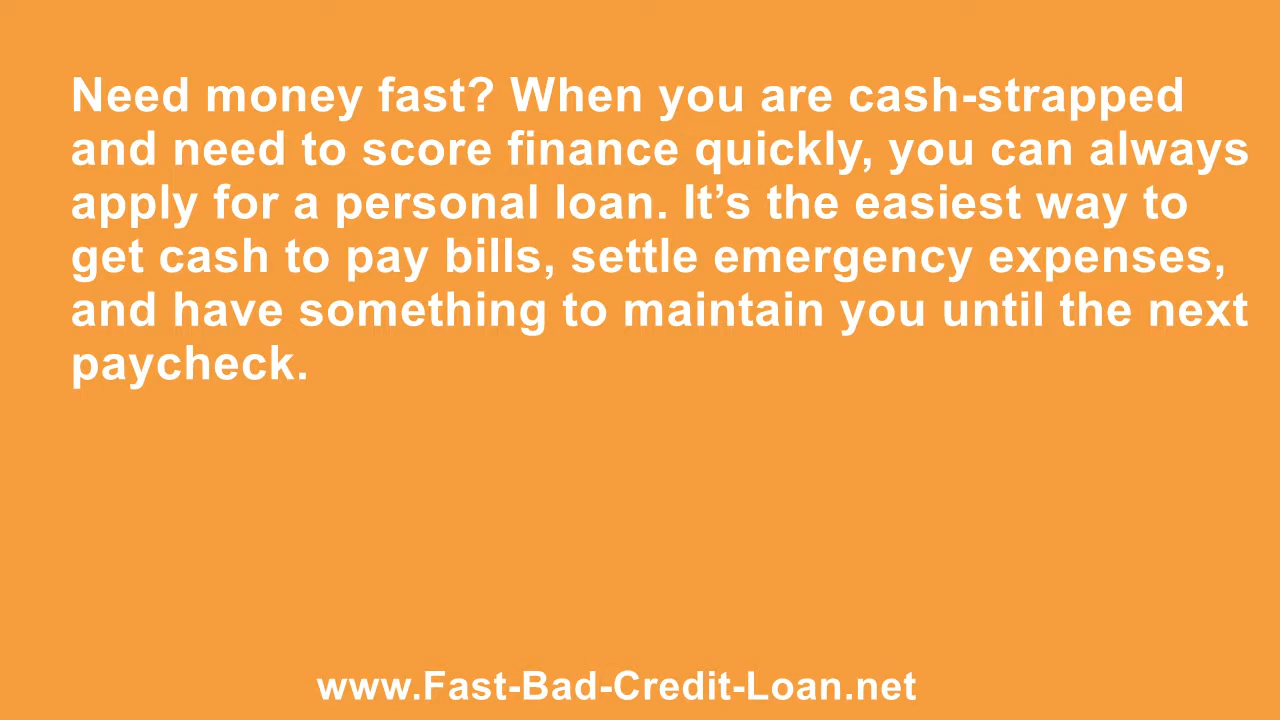 Need money fast? When you are cash-strapped
and need to score finance quickly, you can always
apply for a personal loan. It’s the easiest way to
get cash to pay bills, settle emergency expenses,
and have something to maintain you until the next
paycheck.
www.Fast-Bad-Credit-Loan.net